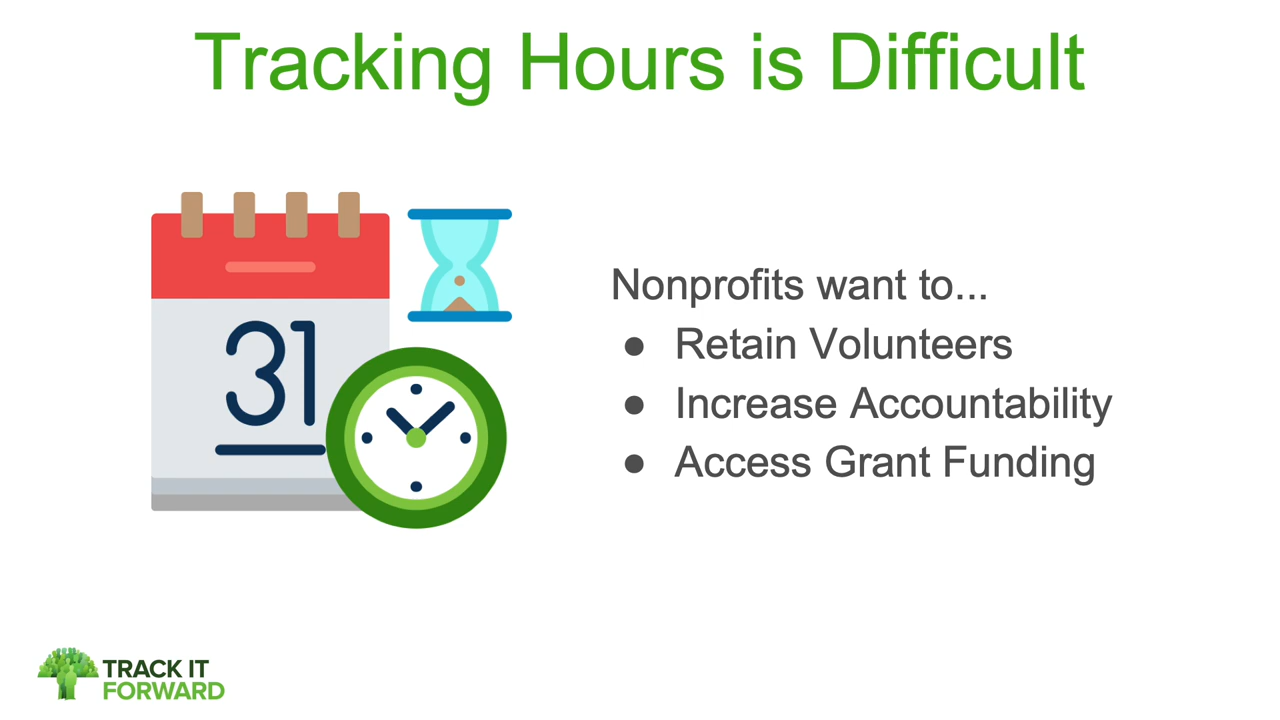 Tracking Hours is Difficult
31
Nonprofits want to...
● Retain Volunteers
● Increase Accountability
● Access Grant Funding
TRACK IT
FORWARD